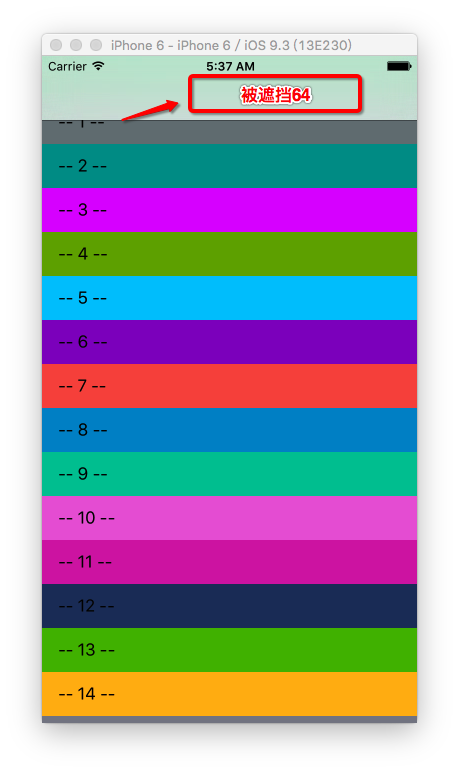 iPhone 6 - iPhone 6 / iOS 9.3 (13E230)
Carrier 5:37 AM
被遮挡64
-- 1 --
-- 2 --
-- 3 --
-- 4 --
-- 5 --
-- 6 --
-- 7 --
-- 8 --
-- 9 --
-- 10 --
-- 11 --
-- 12 --
-- 13 --
-- 14 --